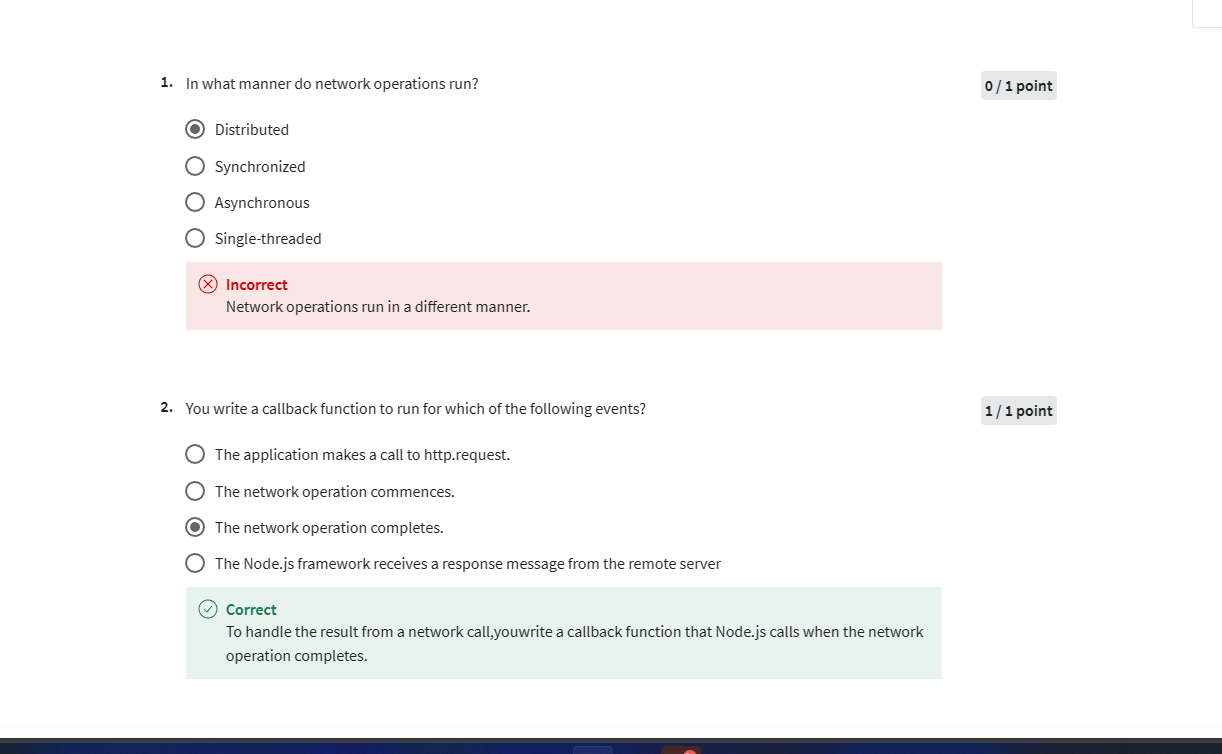 1. In what manner do network operations run?
0 / 1 point
Distributed
Synchronized
Asynchronous
Single-threaded
Incorrect
Network operations run in a different manner.
2. You write a callback function to run for which of the following events?
1 / 1 point
The application makes a call to http.request.
The network operation commences.
The network operation completes.
The Node.js framework receives a response message from the remote server
Correct
To handle the result from a network call,youwrite a callback function that Node.js calls when the network
operation completes.